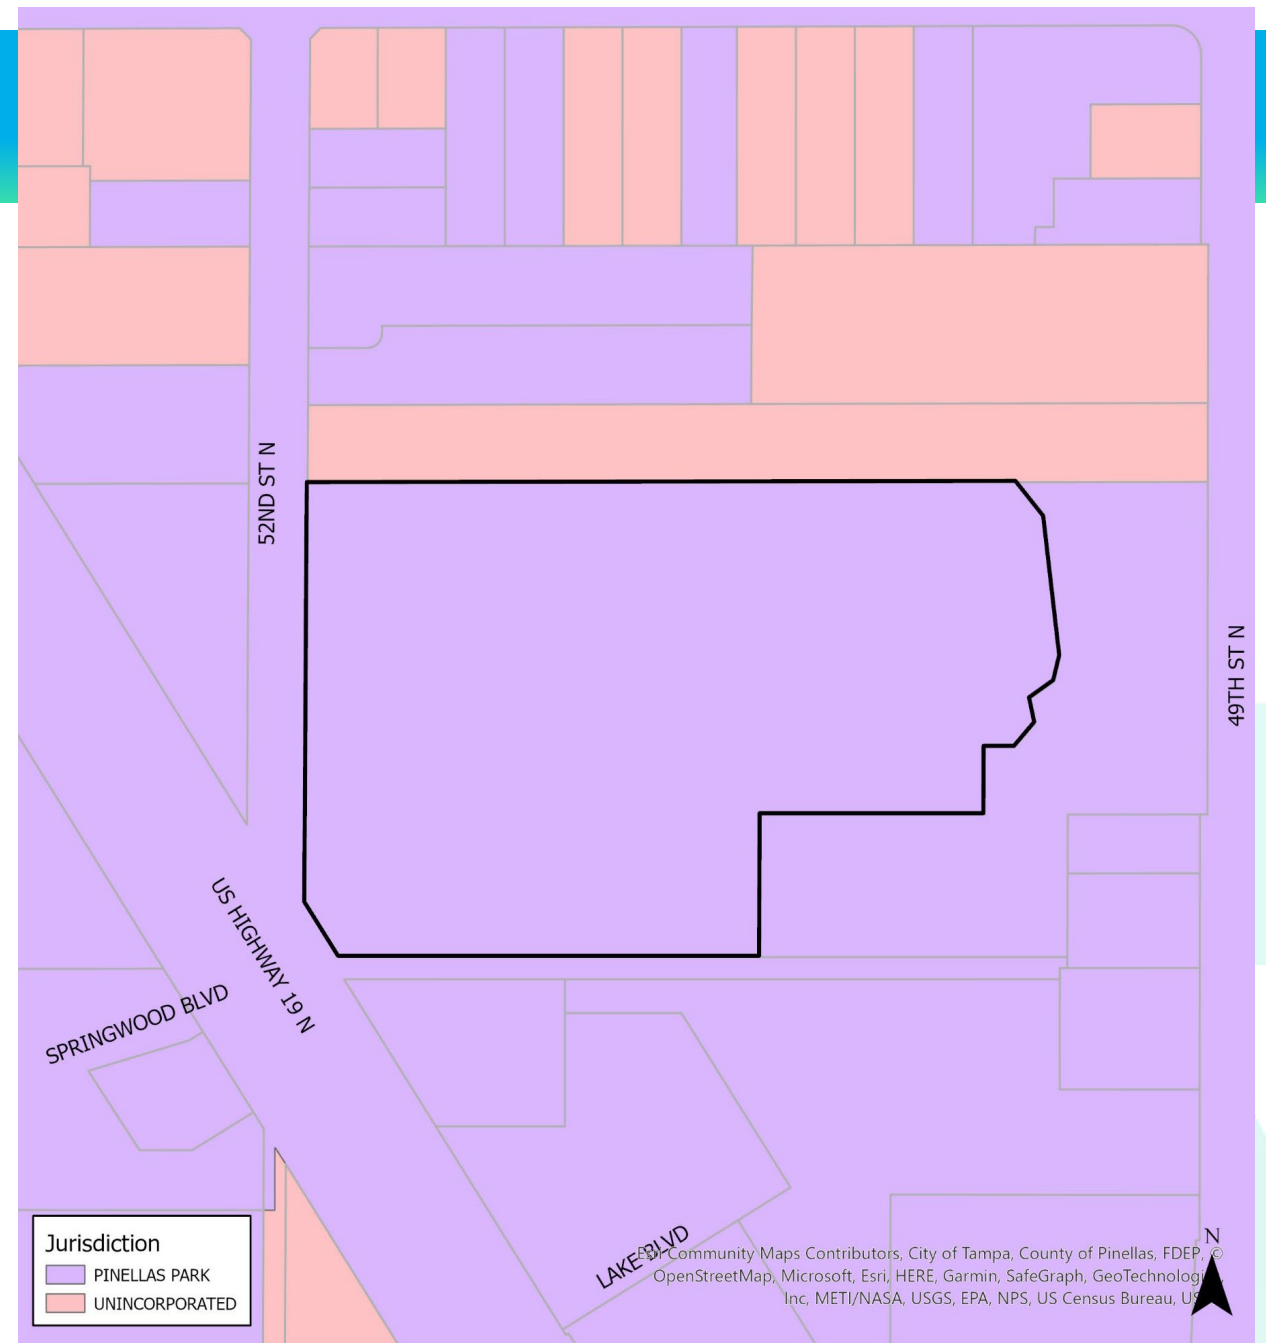 52ND ST N
49TH ST N
US HIGHWAY 19 N
SPRINGWOOD BLVD
LAKE BLVD
Jurisdiction
PINELLAS PARK
UNINCORPORATED
N
Esri Community Maps Contributors, City of Tampa, County of Pinellas, FDEP, ©
OpenStreetMap, Microsoft, Esri, HERE, Garmin, SafeGraph,
Inc, METI/NASA, USGS, EPA, NPS, US Census Bureau,